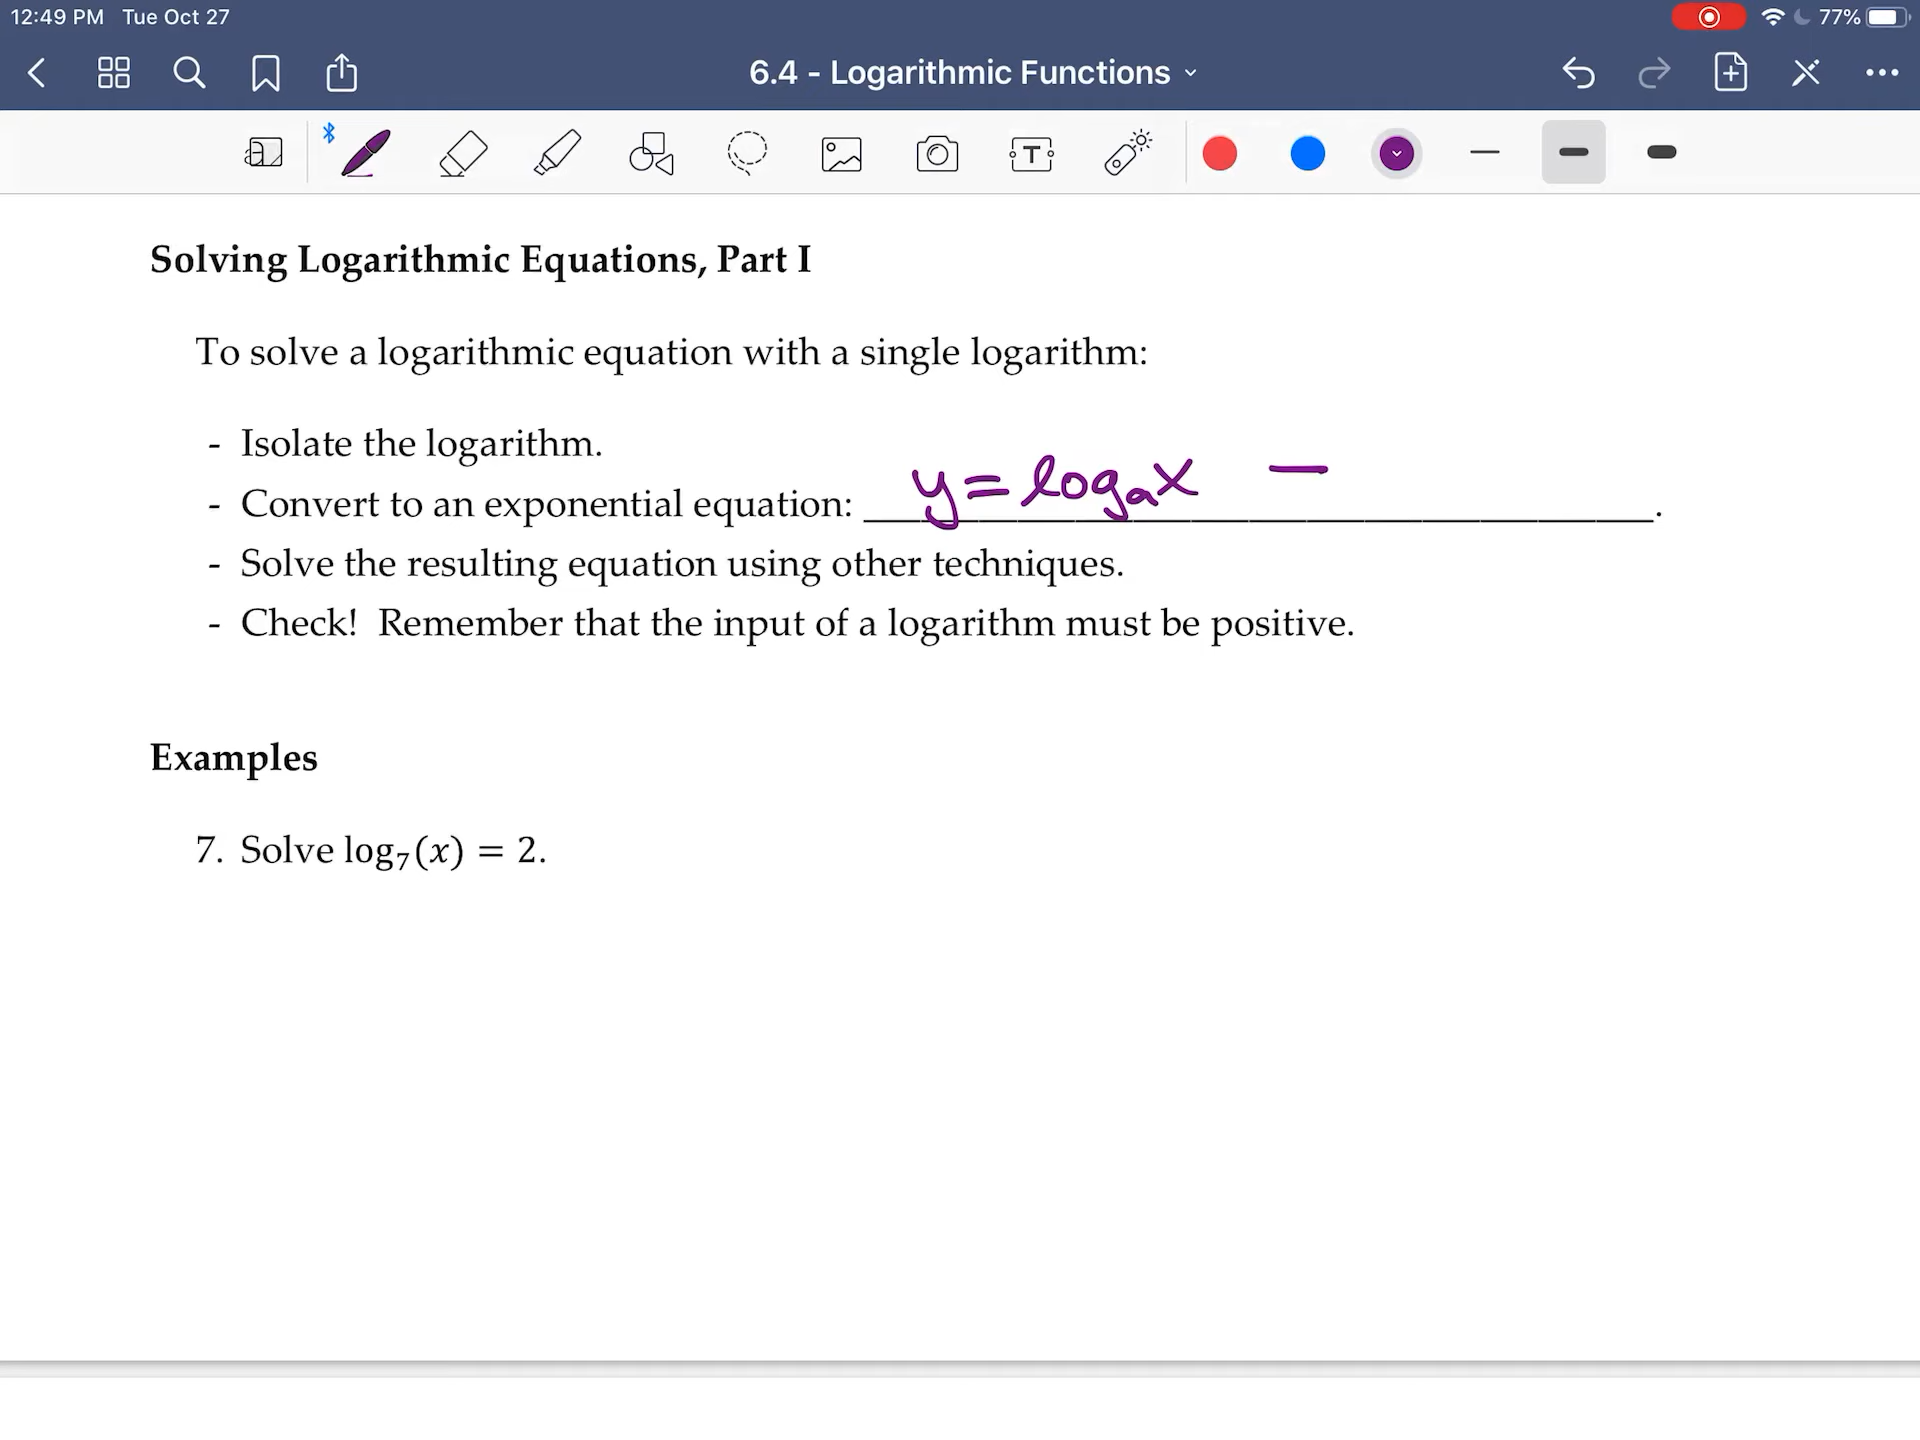 12:49 PM Tue Oct 27 77%
6.4 - Logarithmic Functions
Solving Logarithmic Equations, Part I
To solve a logarithmic equation with a single logarithm:
- Isolate the logarithm.
- Convert to an exponential equation: y = logₐx —.
- Solve the resulting equation using other techniques.
- Check! Remember that the input of a logarithm must be positive.
Examples
7. Solve log₇(x) = 2.